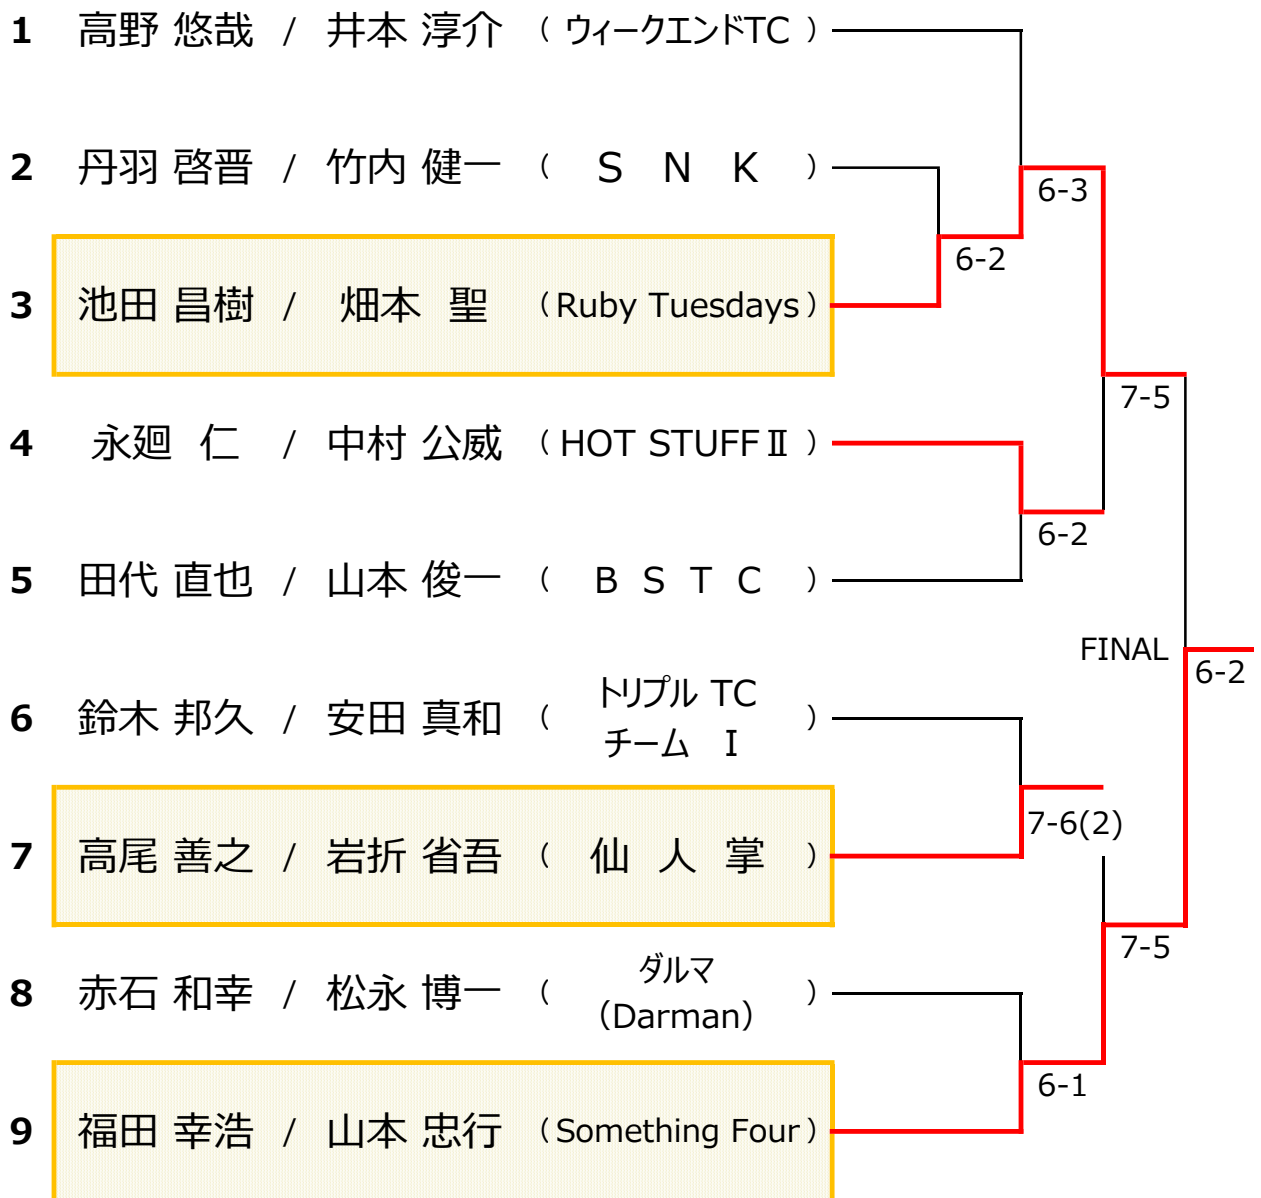 1 高野 悠哉 / 井本 淳介 （ ウィークエンドTC ）
2 丹羽 啓晋 / 竹内 健一 （ S N K ）
6-3
6-2
3 池田 昌樹 / 畑本 聖 （ Ruby Tuesdays ）
7-5
4 永廻 仁 / 中村 公威 （ HOT STUFFⅡ ）
6-2
5 田代 直也 / 山本 俊一 （ B S T C ）
FINAL
6-2
6 鈴木 邦久 / 安田 真和 （ トリプル TC
チーム Ⅰ ）
7-6(2)
7 高尾 善之 / 岩折 省吾 （ 仙 人 掌 ）
7-5
8 赤石 和幸 / 松永 博一 （ ダルマ
（Darman） ）
6-1
9 福田 幸浩 / 山本 忠行 （ Something Four ）